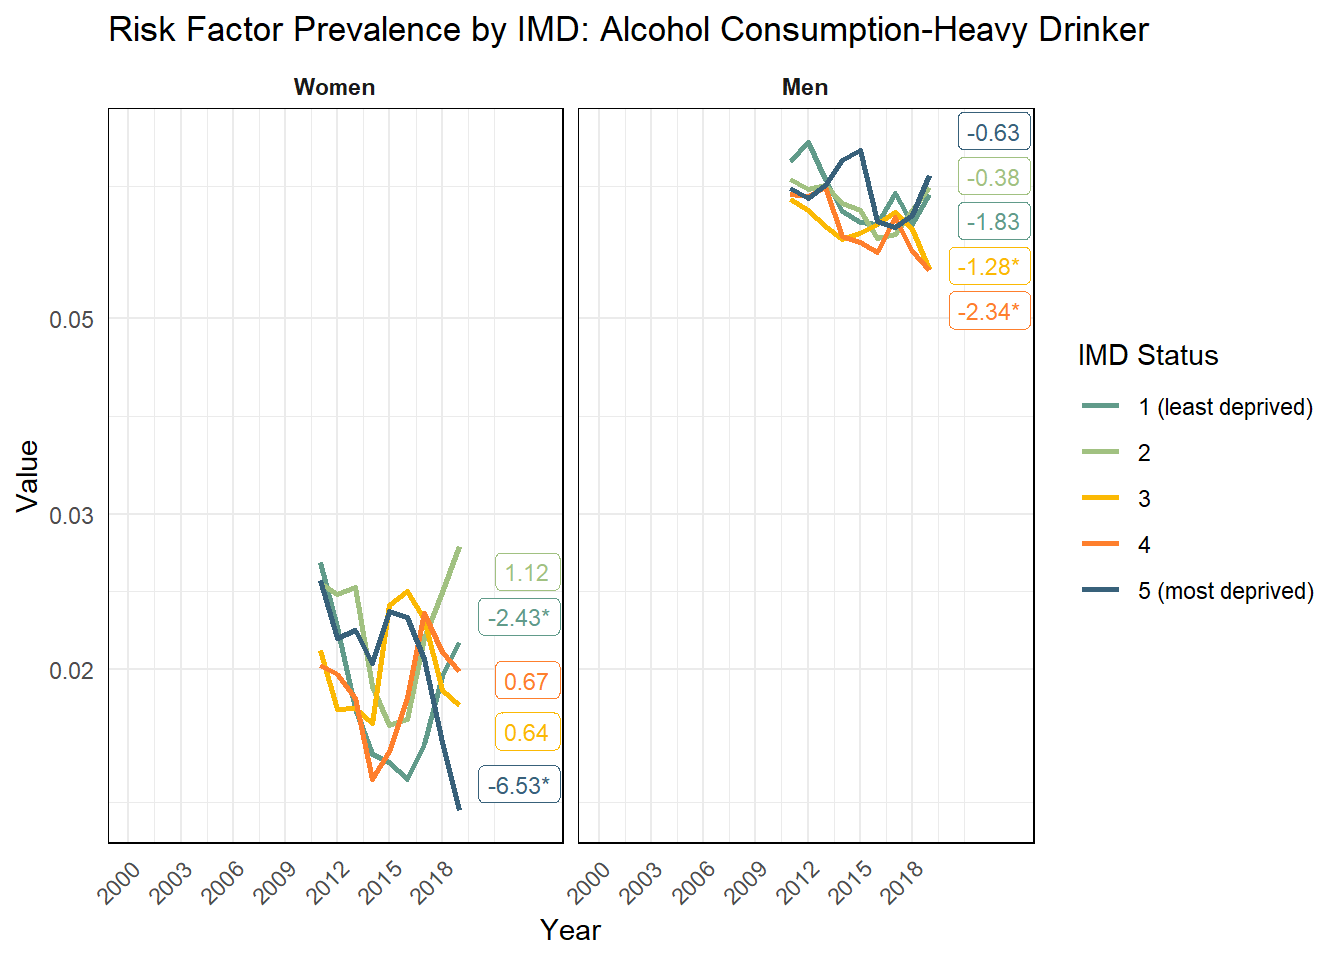 Risk Factor Prevalence by IMD: Alcohol Consumption-Heavy Drinker
Women
Men
-0.63
-0.38
-1.83
-1.28*
-2.34*
0.05
0.03
0.02
Value
1.12
-2.43*
0.67
0.64
-6.53*
IMD Status
1 (least deprived)
2
3
4
5 (most deprived)
2000 2003 2006 2009 2012 2015 2018
2000 2003 2006 2009 2012 2015 2018
Year